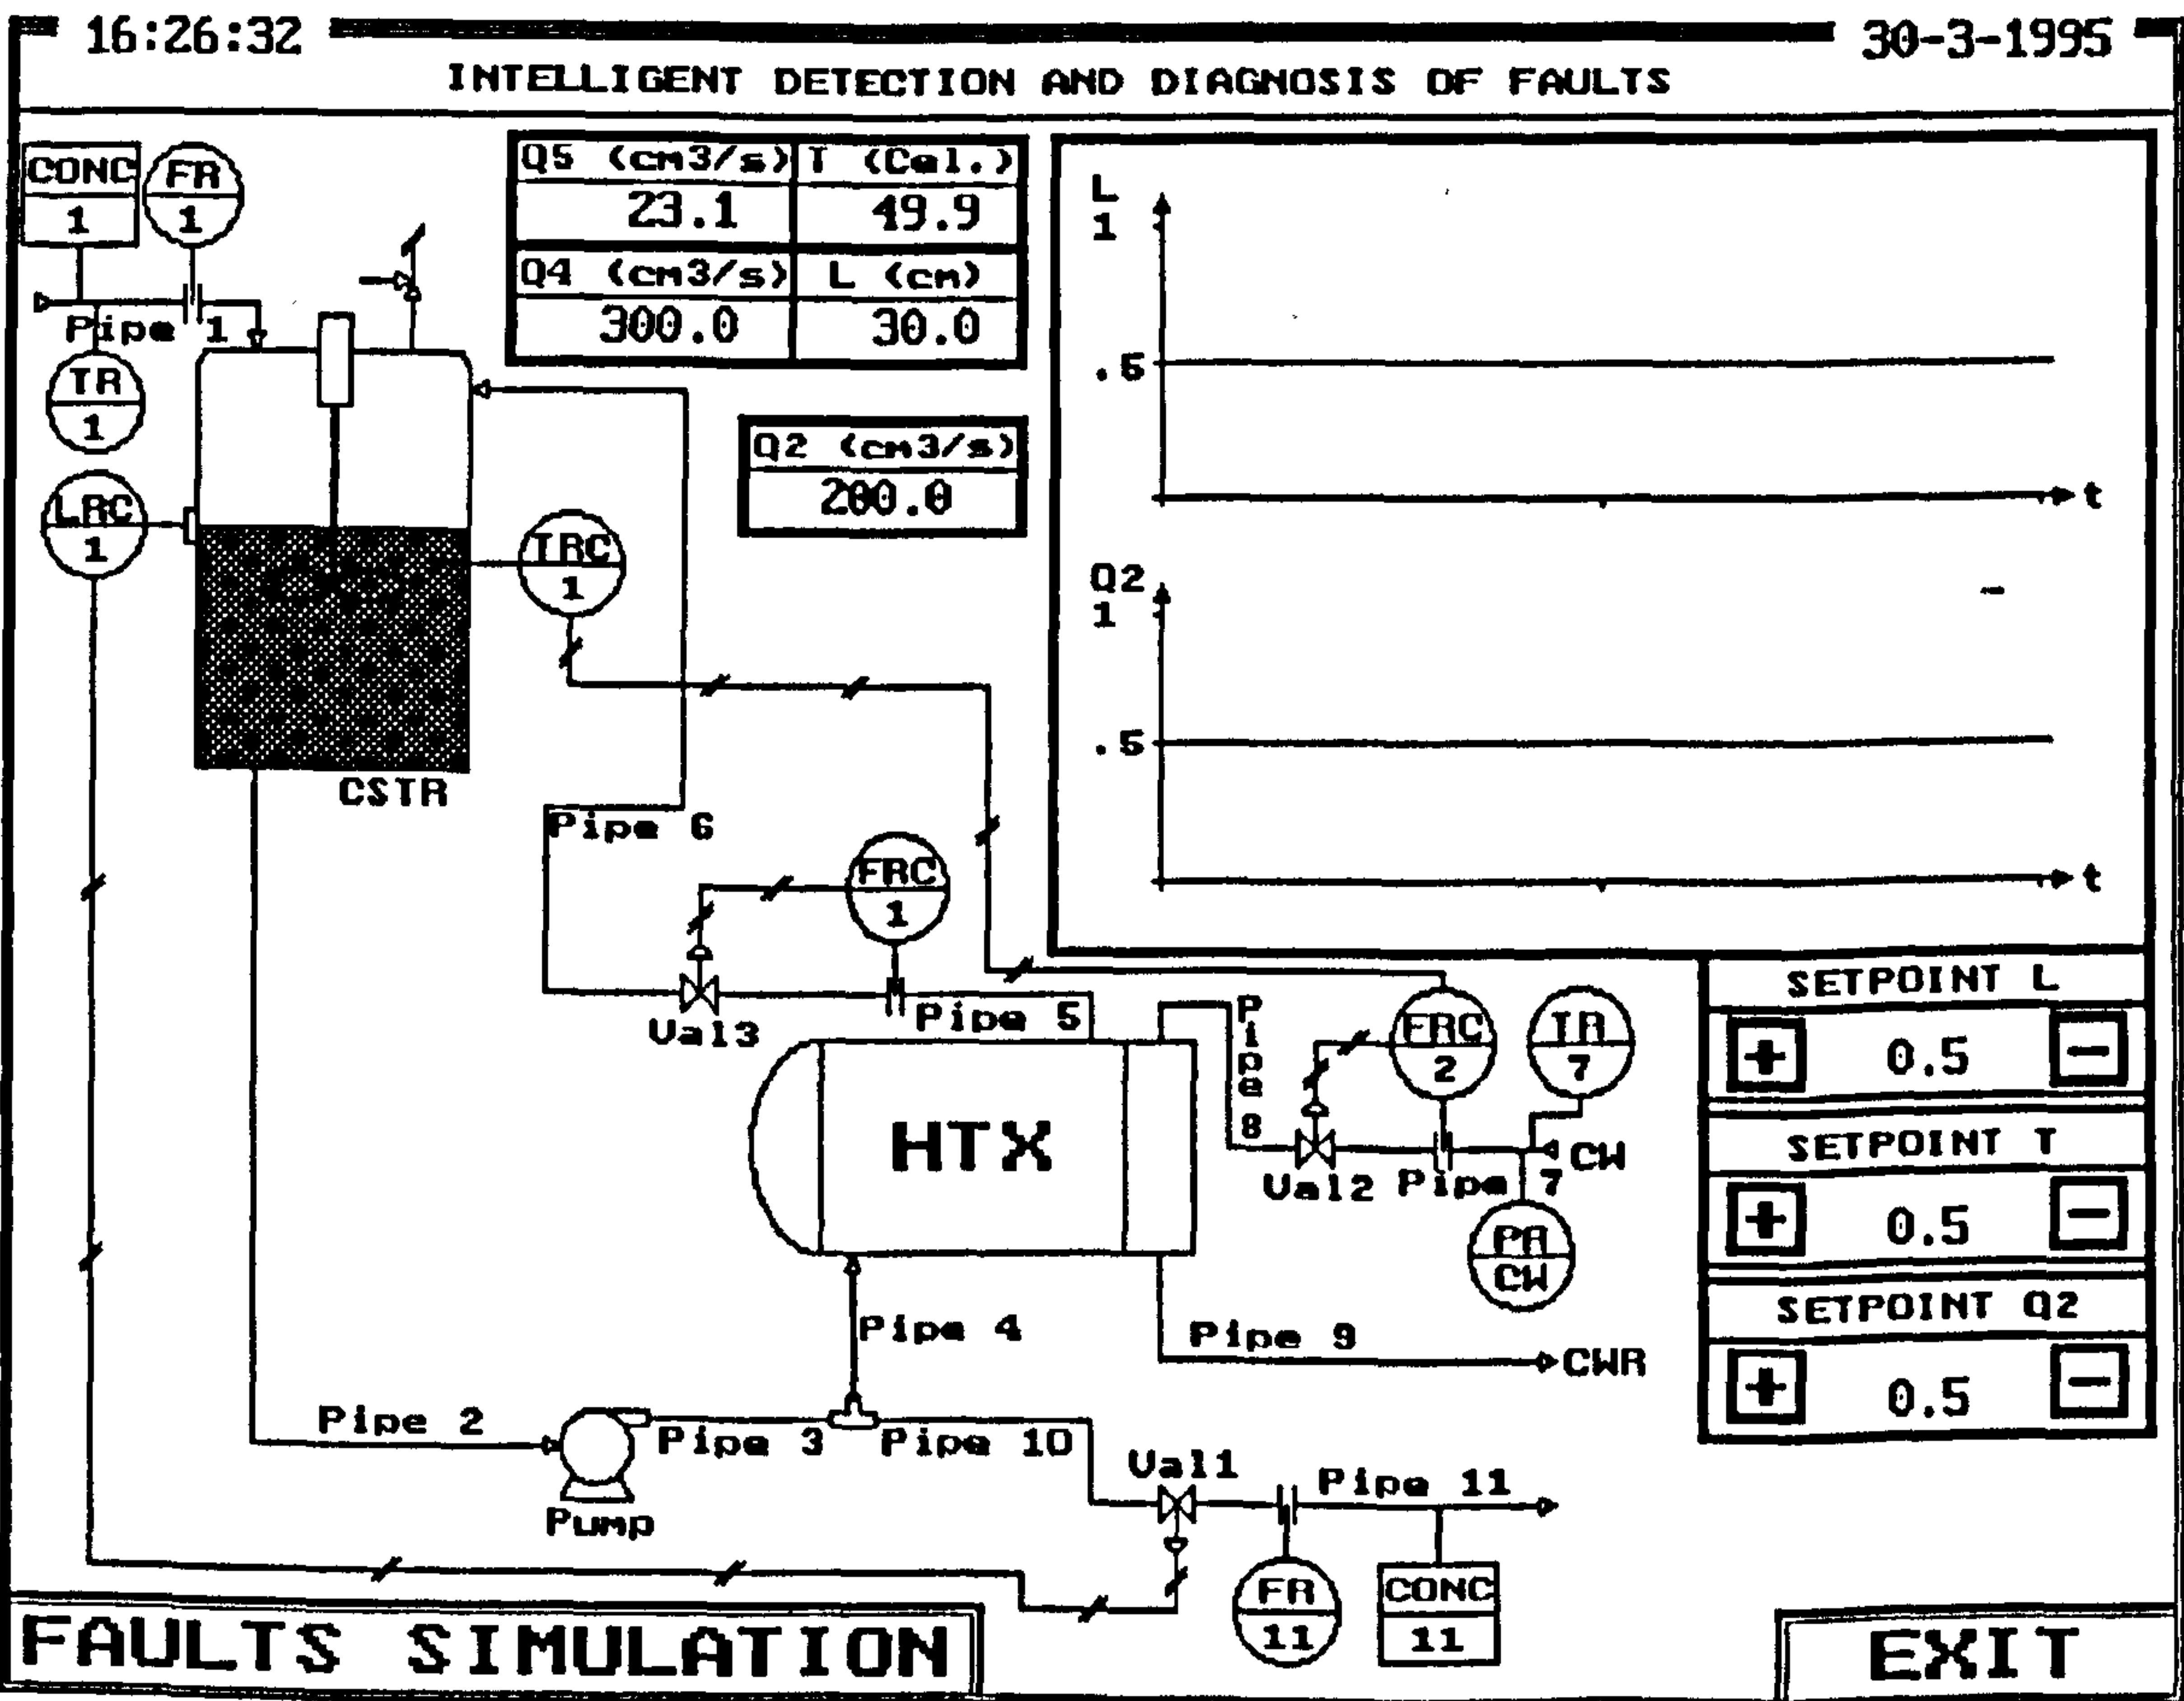 16:26:32
30-3-1995
INTELLIGENT DETECTION AND DIAGNOSIS OF FAULTS
CONC
1
FR
1
Pipe 1
TR
1
LRC
1
Q5 (cm3/s) T (Cel.)
23.1 49.9
Q4 (cm3/s) L (cm)
300.0 30.0
Q2 (cm3/s)
200.0
TRC
1
CSTR
L
1
.5
t
Q2
1
.5
t
Pipe 6
FRC
1
Val3
Pipe 5
Pipe 8
FRC
2
TR
7
HTX
CW
Val2 Pipe 7
PR
CW
Pipe 4
Pipe 9
CWR
Pipe 2
Pipe 3
Pipe 10
Pump
Val1
Pipe 11
FR
11
CONC
11
SETPOINT L
+ 0.5 -
SETPOINT T
+ 0.5 -
SETPOINT Q2
+ 0.5 -
FAULTS SIMULATION
EXIT